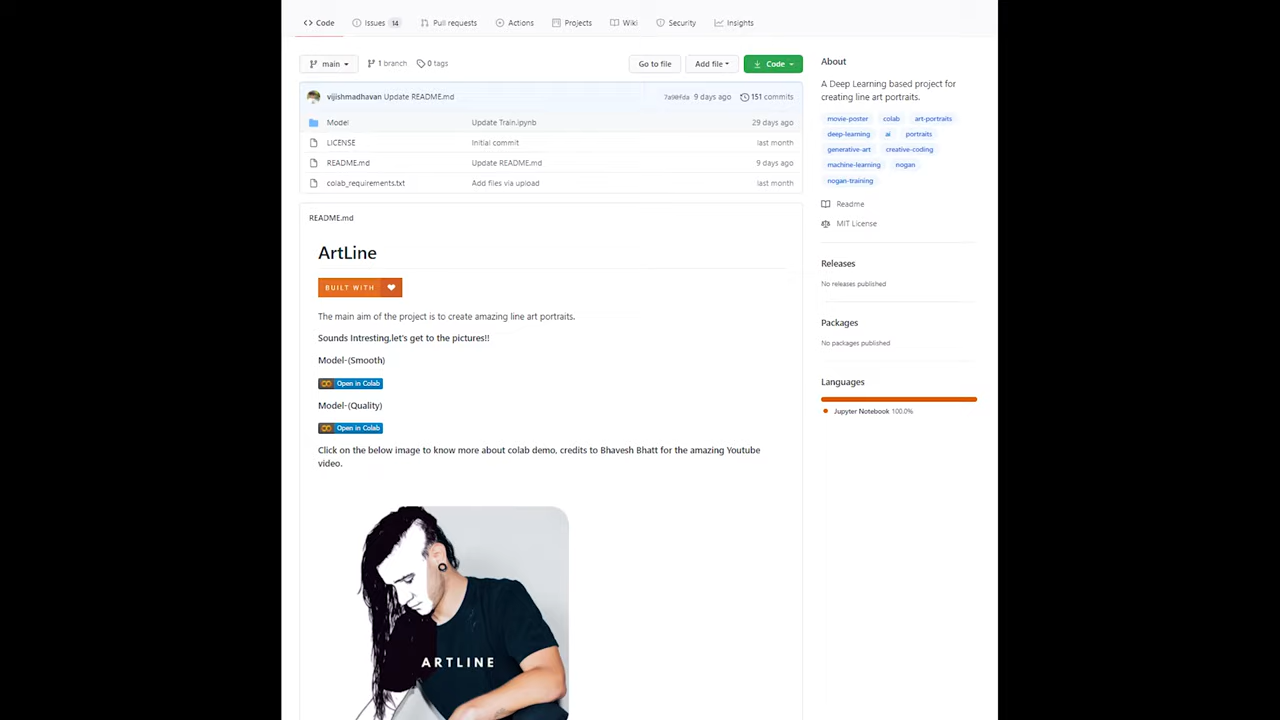 Code Issues 14 Pull requests Actions Projects Wiki Security Insights
main 1 branch 0 tags Go to file Add file Code
vijishmadhavan Update README.md 9 days ago 151 commits
Model Update Train.ipynb 29 days ago
LICENSE Initial commit last month
README.md Update README.md 9 days ago
colab_requirements.txt Add files via upload last month
README.md
ArtLine
BUILT WITH
The main aim of the project is to create amazing line art portraits.
Sounds Intresting,let's get to the pictures!!
Model-(Smooth)
Open in Colab
Model-(Quality)
Open in Colab
Click on the below image to know more about colab demo, credits to Bhavesh Bhatt for the amazing Youtube
video.
ARTLINE
About
A Deep Learning based project for
creating line art portraits.
movie-poster colab art-portraits
deep-learning ai portraits
generative-art creative-coding
machine-learning nogan
nogan-training
Readme
MIT License
Releases
No releases published
Packages
No packages published
Languages
Jupyter Notebook 100.0%